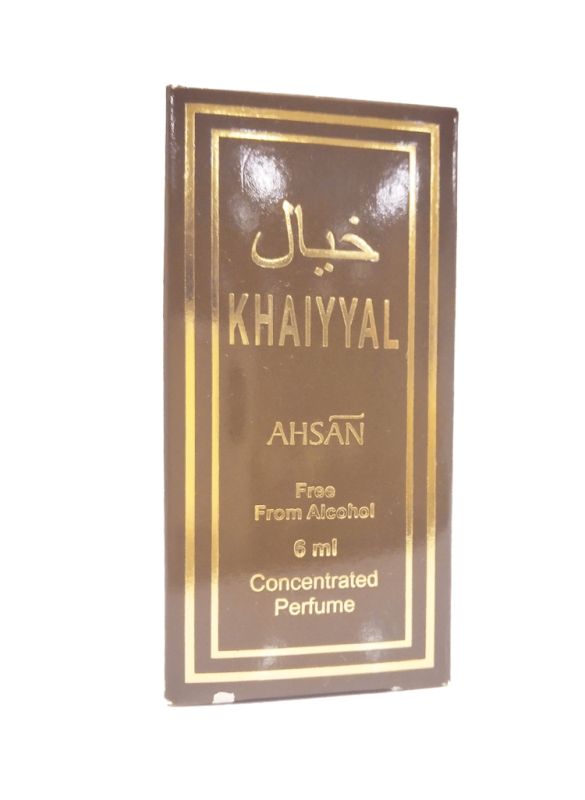 خيال
KHAIYYAL
AHSAN
Free
From Alcohol
6 ml
Concentrated
Perfume